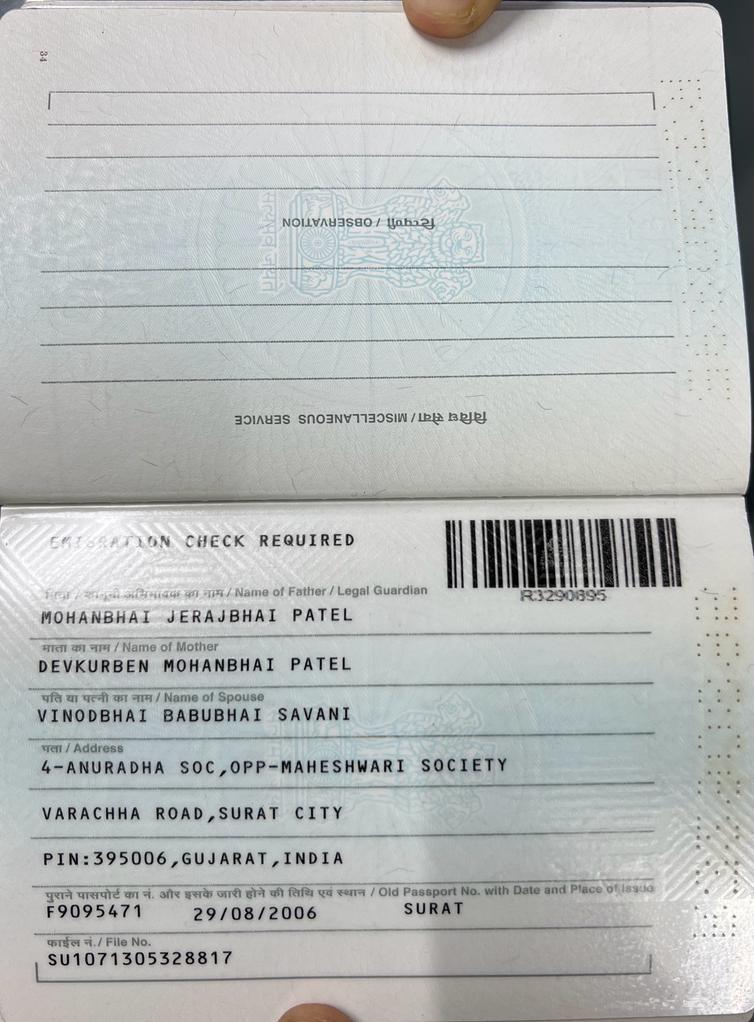 34
टिप्पणी / OBSERVATION
विविध सेवा / MISCELLANEOUS SERVICE
EMIGRATION CHECK REQUIRED
R3290895
पिता / कानूनी अभिभावक का नाम / Name of Father / Legal Guardian
MOHANBHAI JERAJBHAI PATEL
माता का नाम / Name of Mother
DEVKURBEN MOHANBHAI PATEL
पति या पत्नी का नाम / Name of Spouse
VINODBHAI BABUBHAI SAVANI
पता / Address
4-ANURADHA SOC,OPP-MAHESHWARI SOCIETY
VARACHHA ROAD,SURAT CITY
PIN:395006,GUJARAT,INDIA
पुराने पासपोर्ट का नं. और इसके जारी होने की तिथि एवं स्थान / Old Passport No. with Date and Place of Issue
F9095471 29/08/2006 SURAT
फाईल नं./ File No.
SU1071305328817